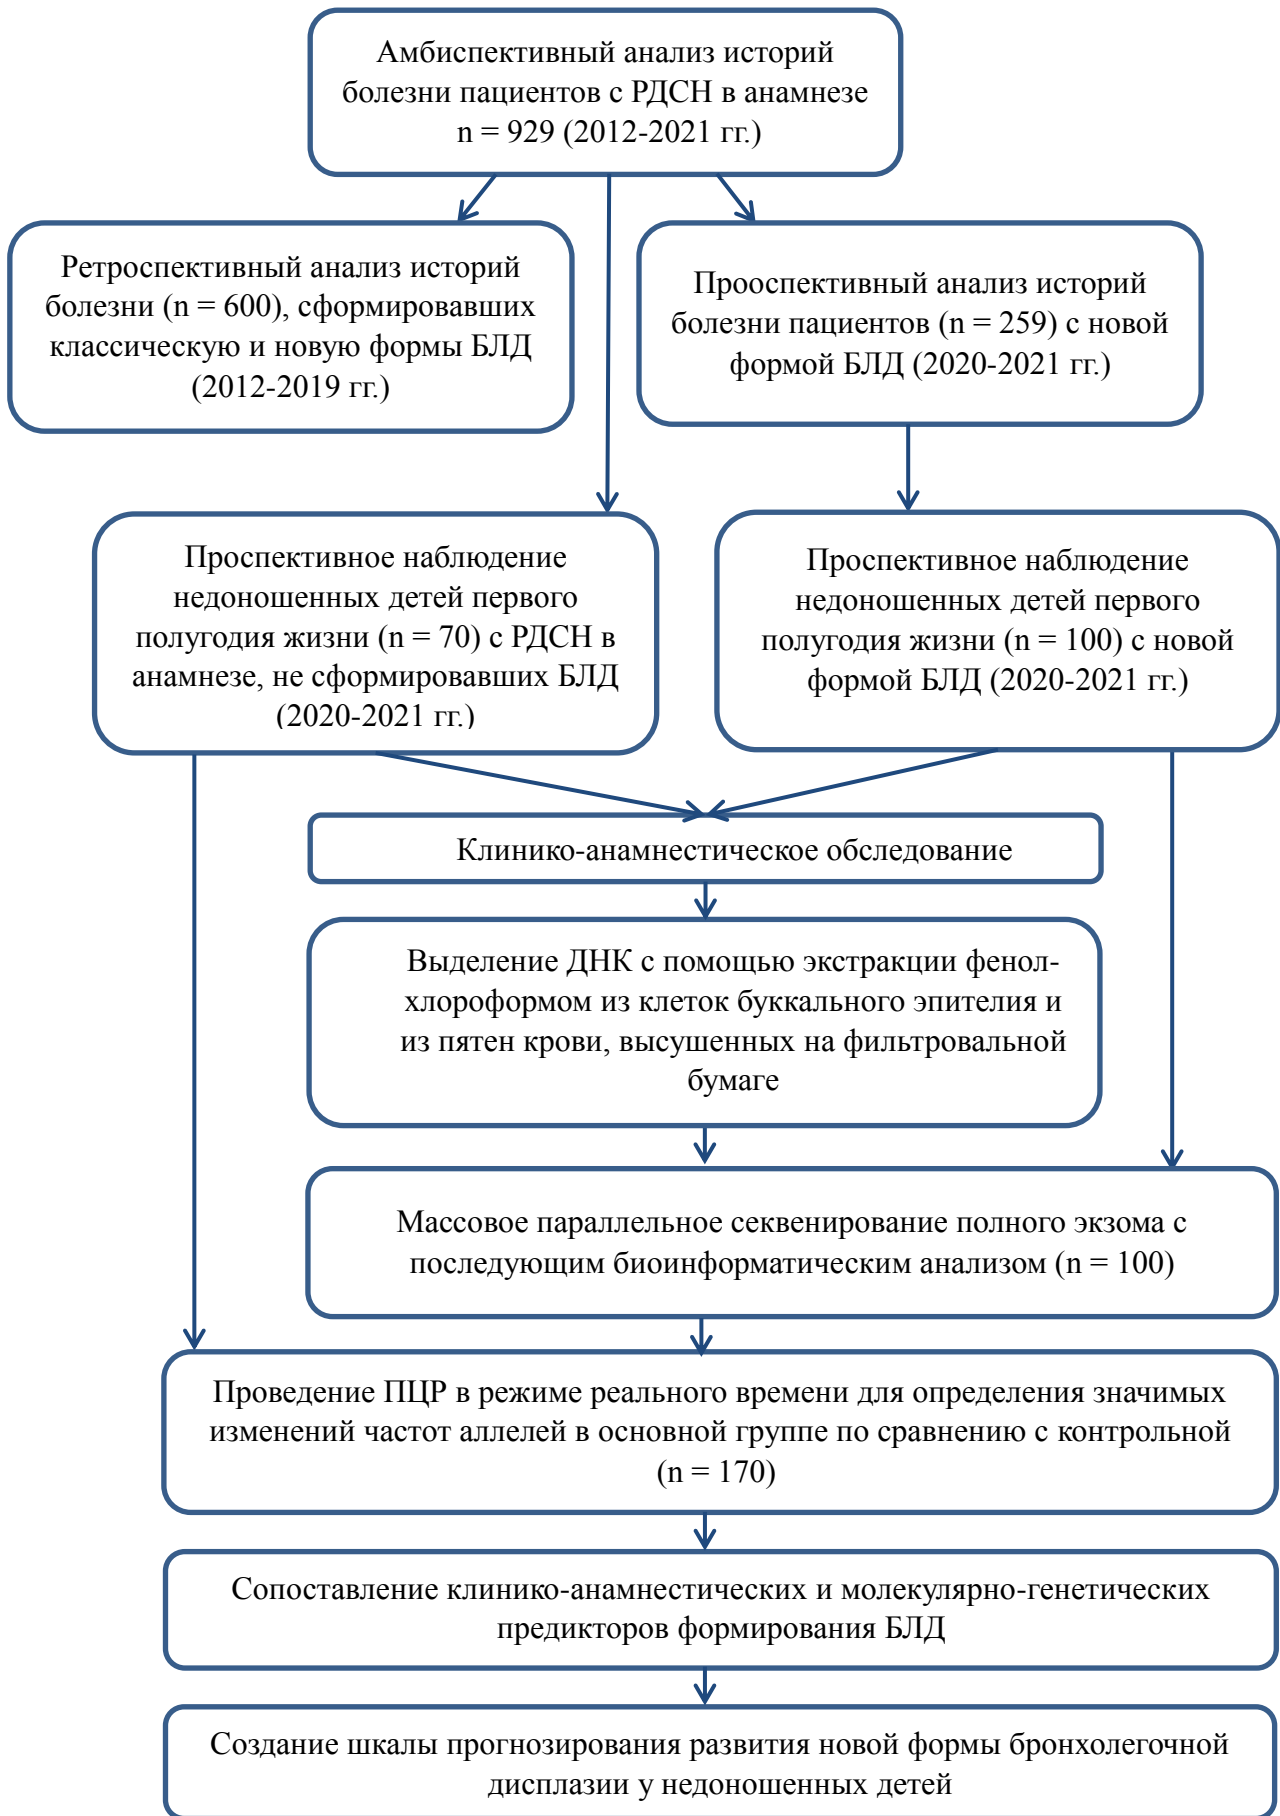 Амбиспективный анализ историй
болезни пациентов с РДСН в анамнезе
n = 929 (2012-2021 гг.)
Ретроспективный анализ историй
болезни (n = 600), сформировавших
классическую и новую формы БЛД
(2012-2019 гг.)
Прооспективный анализ историй
болезни пациентов (n = 259) с новой
формой БЛД (2020-2021 гг.)
Проспективное наблюдение
недоношенных детей первого
полугодия жизни (n = 70) с РДСН в
анамнезе, не сформировавших БЛД
(2020-2021 гг.)
Проспективное наблюдение
недоношенных детей первого
полугодия жизни (n = 100) с новой
формой БЛД (2020-2021 гг.)
Клинико-анамнестическое обследование
Выделение ДНК с помощью экстракции фенол-
хлороформом из клеток буккального эпителия и
из пятен крови, высушенных на фильтровальной
бумаге
Массовое параллельное секвенирование полного экзома с
последующим биоинформатическим анализом (n = 100)
Проведение ПЦР в режиме реального времени для определения значимых
изменений частот аллелей в основной группе по сравнению с контрольной
(n = 170)
Сопоставление клинико-анамнестических и молекулярно-генетических
предикторов формирования БЛД
Создание шкалы прогнозирования развития новой формы бронхолегочной
дисплазии у недоношенных детей